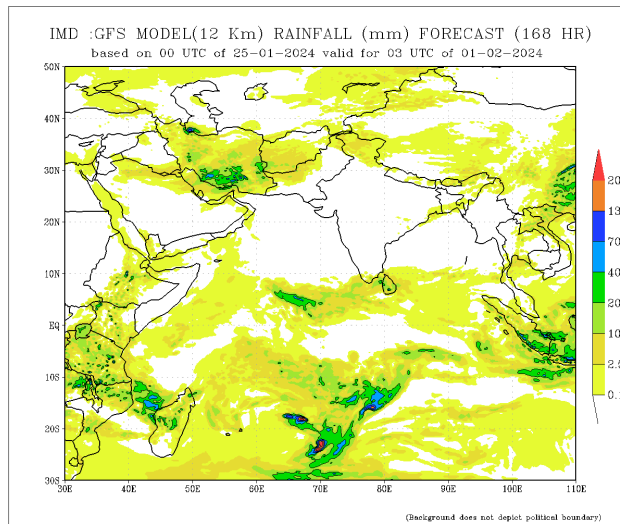 IMD :GFS MODEL(12 Km) RAINFALL (mm) FORECAST (168 HR)
based on 00 UTC of 25-01-2024 valid for 03 UTC of 01-02-2024
50N
40N
30N
20N
10N
EQ
10S
20S
30S
30E 40E 50E 60E 70E 80E 90E 100E 110E
20
13
70
40
20
10
2.5
0.1
(Background does not depict political boundary)